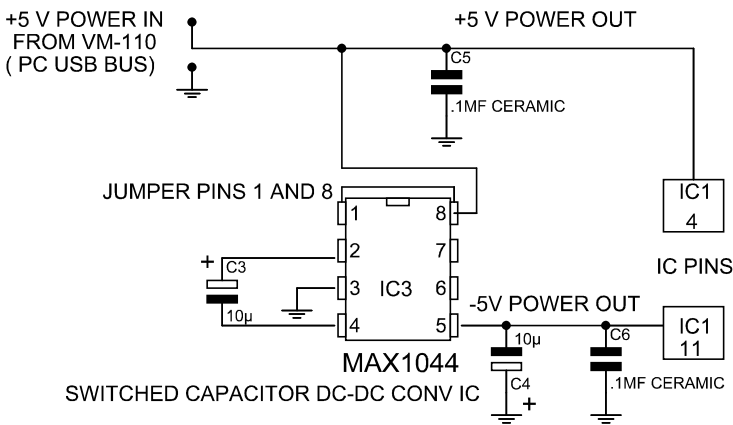 +5 V POWER IN
FROM VM-110
( PC USB BUS)
+5 V POWER OUT
C5
.1MF CERAMIC
JUMPER PINS 1 AND 8
IC1
4
1
8
2
7
3
6
4
5
IC3
+
C3
10µ
IC PINS
-5V POWER OUT
IC1
11
10µ
C4
+
C6
.1MF CERAMIC
MAX1044
SWITCHED CAPACITOR DC-DC CONV IC